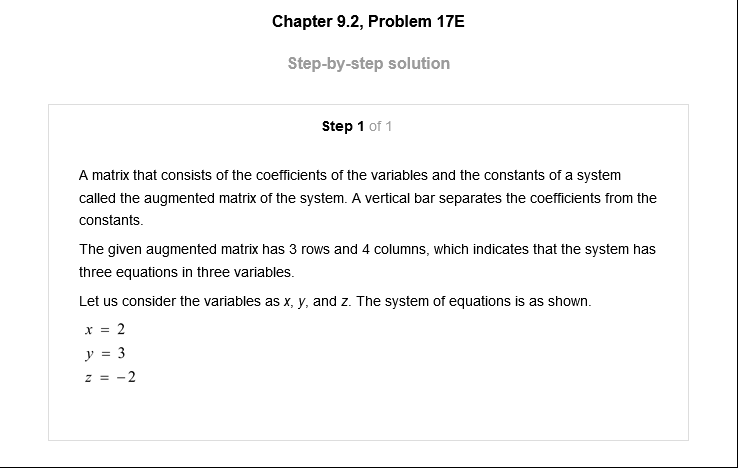 Chapter 9.2, Problem 17E
Step-by-step solution
Step 1 of 1
A matrix that consists of the coefficients of the variables and the constants of a system
called the augmented matrix of the system. A vertical bar separates the coefficients from the
constants.
The given augmented matrix has 3 rows and 4 columns, which indicates that the system has
three equations in three variables.
Let us consider the variables as x, y, and z. The system of equations is as shown.
x = 2
y = 3
z = −2